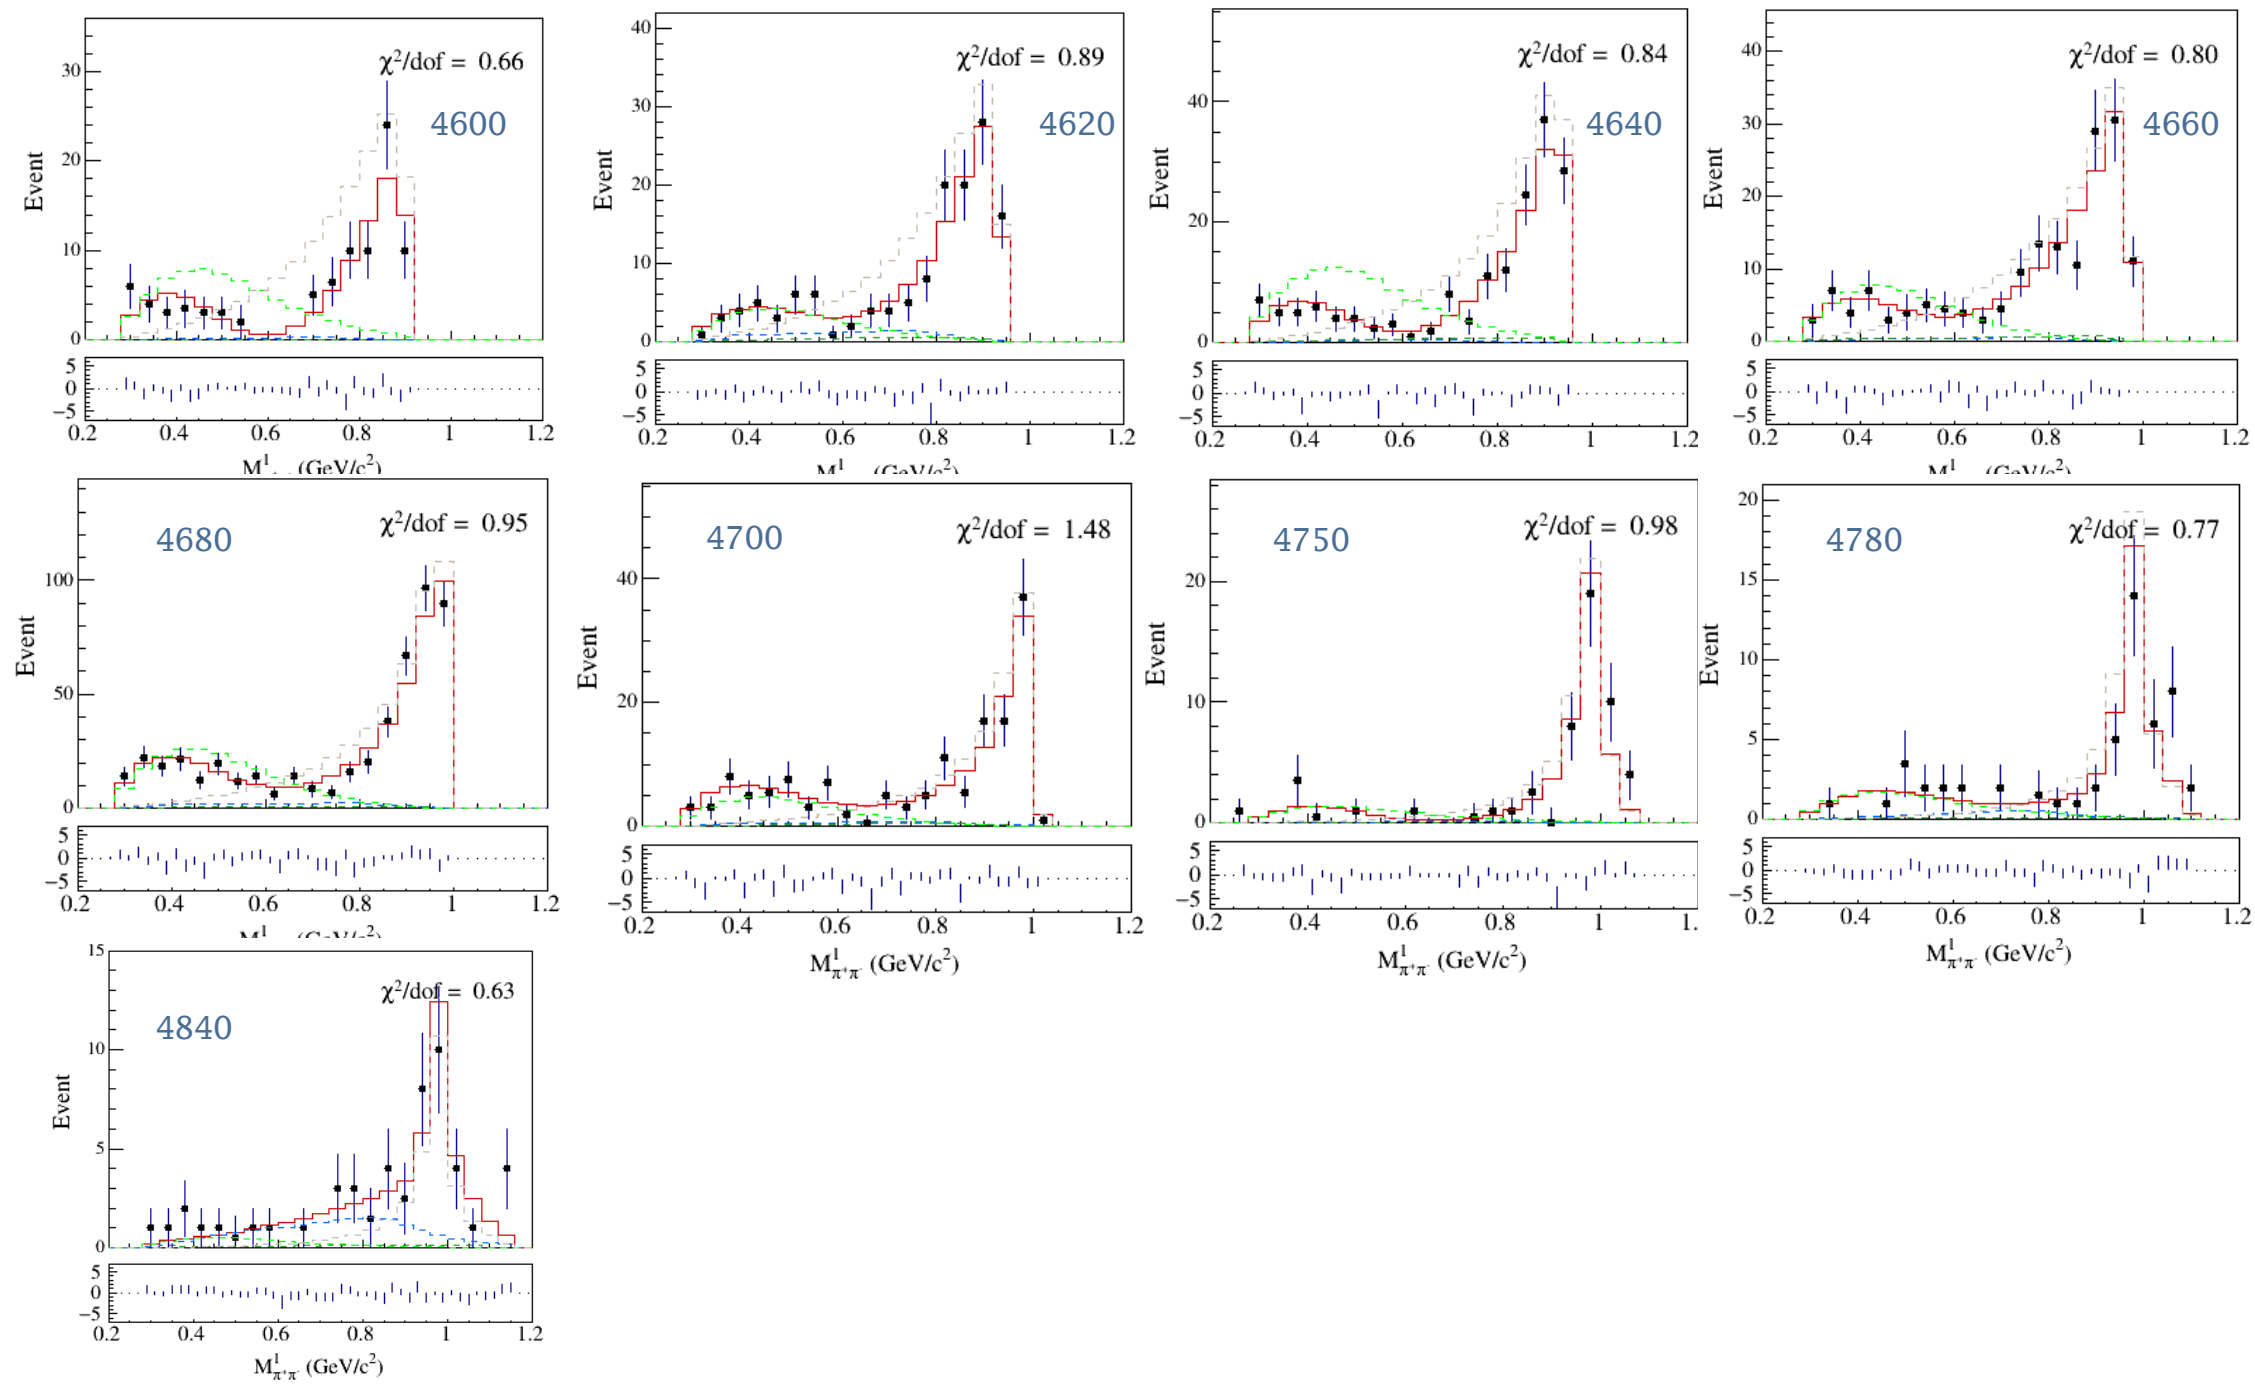 χ²/dof = 0.66
4600
Event
30
20
10
0
5
0
−5
0.2 0.4 0.6 0.8 1 1.2
χ²/dof = 0.89
4620
Event
40
30
20
10
0
5
0
−5
0.2 0.4 0.6 0.8 1 1.2
χ²/dof = 0.84
4640
Event
40
20
0
5
0
−5
0.2 0.4 0.6 0.8 1 1.2
χ²/dof = 0.80
4660
Event
40
30
20
10
0
5
0
−5
0.2 0.4 0.6 0.8 1 1.2
χ²/dof = 0.95
4680
Event
100
50
0
5
0
−5
0.2 0.4 0.6 0.8 1 1.2
χ²/dof = 1.48
4700
Event
40
20
0
5
0
−5
0.2 0.4 0.6 0.8 1 1.2
M¹π⁺π⁻ (GeV/c²)
χ²/dof = 0.98
4750
Event
20
10
0
5
0
−5
0.2 0.4 0.6 0.8 1 1.
M¹π⁺π⁻ (GeV/c²)
χ²/dof = 0.77
4780
Event
20
15
10
5
0
5
0
−5
0.2 0.4 0.6 0.8 1 1.2
M¹π⁺π⁻ (GeV/c²)
χ²/dof = 0.63
4840
Event
15
10
5
0
5
0
−5
0.2 0.4 0.6 0.8 1 1.2
M¹π⁺π⁻ (GeV/c²)